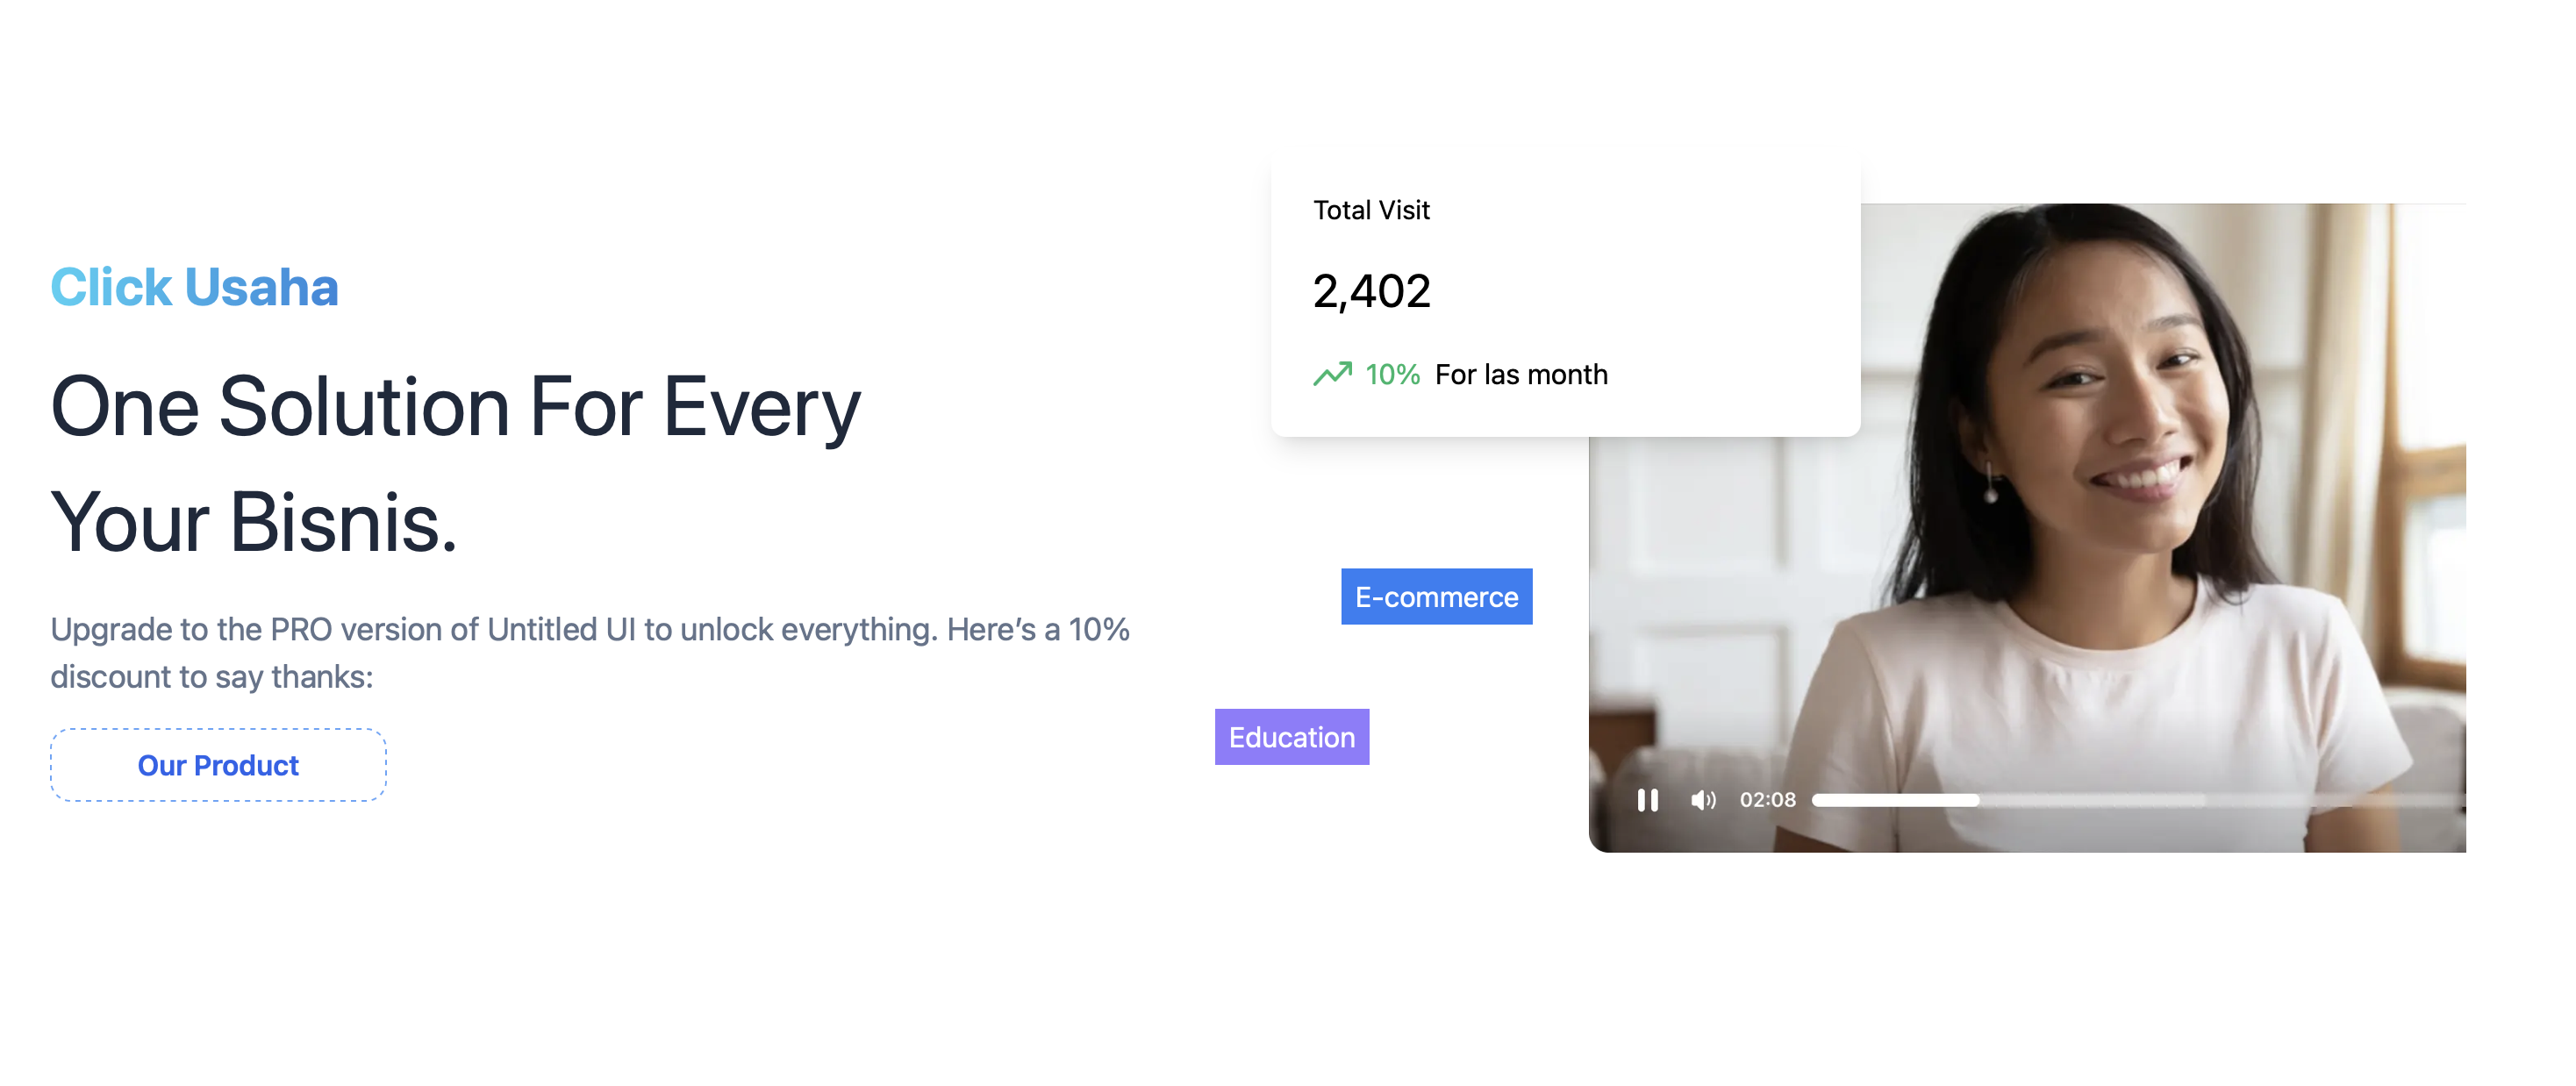 Click Usaha
One Solution For Every
Your Bisnis.
Upgrade to the PRO version of Untitled UI to unlock everything. Here’s a 10%
discount to say thanks:
Our Product
Total Visit
2,402
10% For las month
E-commerce
Education
02:08